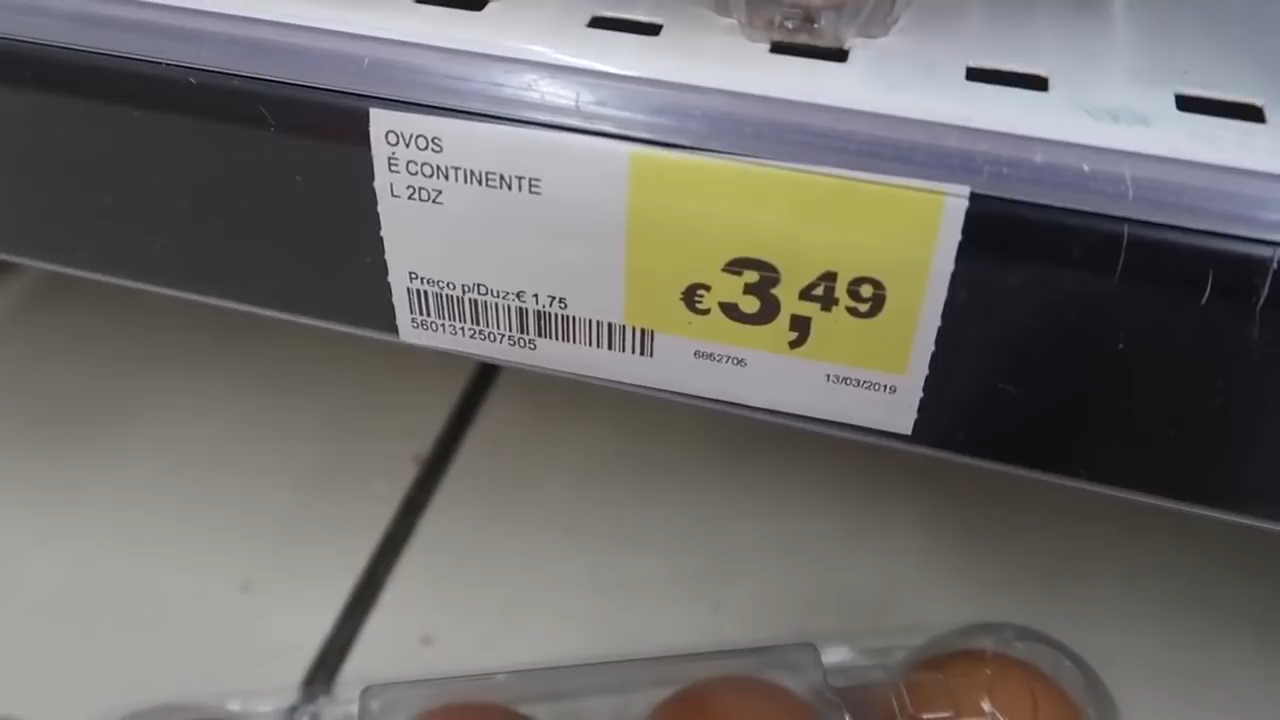 OVOS
É CONTINENTE
L 2DZ
Preço p/Duz:€ 1,75
5601312507505
€3,49
6852705
13/03/2019